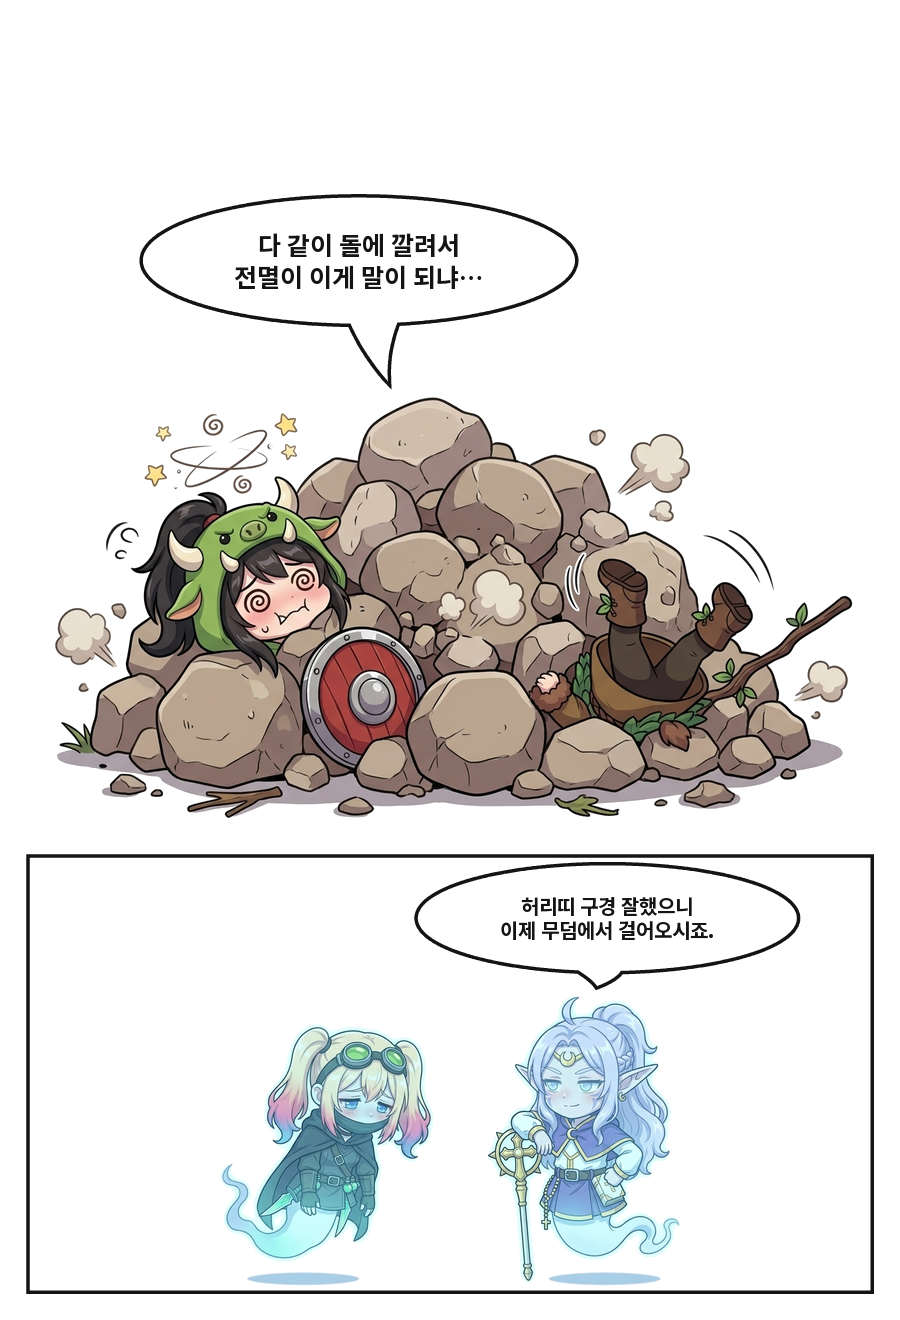 다 같이 돌에 깔려서
전멸이 이게 말이 되냐…
허리띠 구경 잘했으니
이제 무덤에서 걸어오시죠.